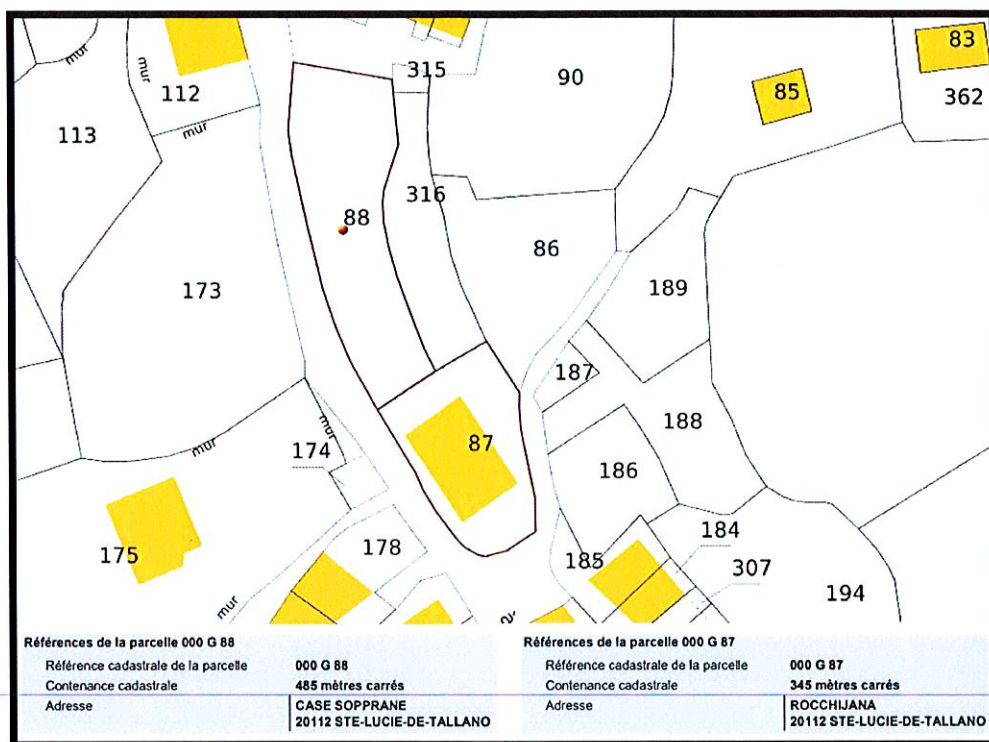 83
315
90
85
362
112
mur
mur
mur
113
316
88
86
173
189
187
188
mur
174
mur
87
186
175
178
185
184
307
194
mur
Références de la parcelle 000 G 88
Référence cadastrale de la parcelle 000 G 88
Contenance cadastrale 485 mètres carrés
Adresse CASE SOPPRANE
20112 STE-LUCIE-DE-TALLANO
Références de la parcelle 000 G 87
Référence cadastrale de la parcelle 000 G 87
Contenance cadastrale 345 mètres carrés
Adresse ROCCHIJANA
20112 STE-LUCIE-DE-TALLANO